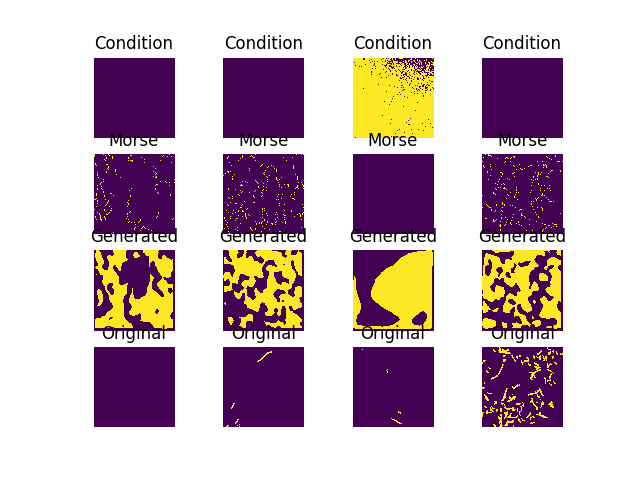 Condition Condition Condition Condition
Morse Morse Morse Morse
Generated Generated Generated Generated
Original Original Original Original